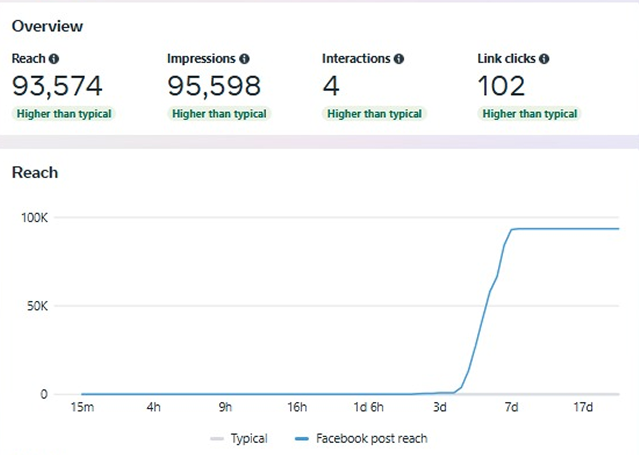 Overview
Reach Impressions Interactions Link clicks
93,574 95,598 4 102
Higher than typical Higher than typical Higher than typical Higher than typical
Reach
100K
50K
0
15m 4h 9h 16h 1d 6h 3d 7d 17d
Typical Facebook post reach